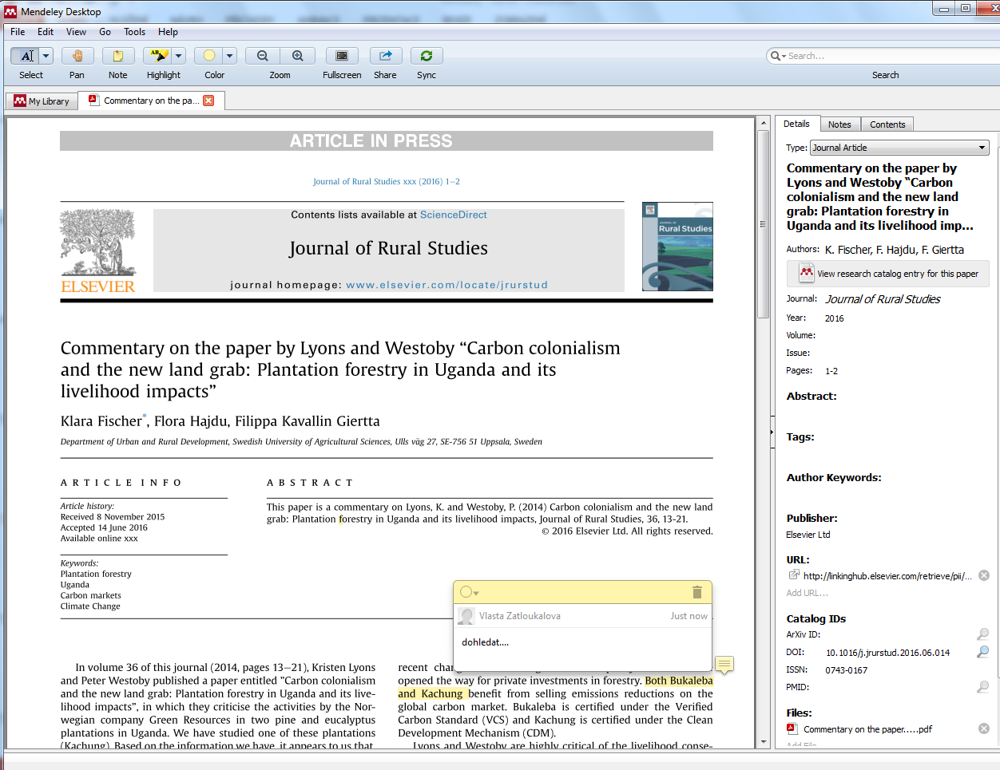 Mendeley Desktop
File Edit View Go Tools Help
Select Pan Note Highlight Color Zoom Fullscreen Share Sync
Search...
Search
My Library
Commentary on the pa...
ARTICLE IN PRESS
Journal of Rural Studies xxx (2016) 1–2
Contents lists available at ScienceDirect
Journal of Rural Studies
journal homepage: www.elsevier.com/locate/jrurstud
ELSEVIER
Rural Studies
Commentary on the paper by Lyons and Westoby “Carbon colonialism
and the new land grab: Plantation forestry in Uganda and its
livelihood impacts”
Klara Fischer*, Flora Hajdu, Filippa Kavallin Giertta
Department of Urban and Rural Development, Swedish University of Agricultural Sciences, Ulls väg 27, SE-756 51 Uppsala, Sweden
ARTICLE INFO
Article history:
Received 8 November 2015
Accepted 14 June 2016
Available online xxx
Keywords:
Plantation forestry
Uganda
Carbon markets
Climate Change
ABSTRACT
This paper is a commentary on Lyons, K. and Westoby, P. (2014) Carbon colonialism and the new land
grab: Plantation forestry in Uganda and its livelihood impacts, Journal of Rural Studies, 36, 13-21.
© 2016 Elsevier Ltd. All rights reserved.
Vlasta Zatloukalova Just now
dohledat....
In volume 36 of this journal (2014, pages 13–21), Kristen Lyons
and Peter Westoby published a paper entitled "Carbon colonialism
and the new land grab: Plantation forestry in Uganda and its live-
lihood impacts", in which they criticise the activities by the Nor-
wegian company Green Resources in two pine and eucalyptus
plantations in Uganda. We have studied one of these plantations
(Kachung). Based on the information we have, it appears to us that
recent
opened the way for private investments in forestry. Both Bukaleba
and Kachung benefit from selling emissions reductions on the
global carbon market. Bukaleba is certified under the Verified
Carbon Standard (VCS) and Kachung is certified under the Clean
Development Mechanism (CDM).
Lyons and Westoby are highly critical of the livelihood conse-
Details Notes Contents
Type: Journal Article
Commentary on the paper by
Lyons and Westoby “Carbon
colonialism and the new land
grab: Plantation forestry in
Uganda and its livelihood imp...
Authors: K. Fischer, F. Hajdu, F. Giertta
View research catalog entry for this paper
Journal: Journal of Rural Studies
Year: 2016
Volume:
Issue:
Pages: 1-2
Abstract:
Tags:
Author Keywords:
Publisher:
Elsevier Ltd
URL:
http://linkinghub.elsevier.com/retrieve/pii/...
Add URL...
Catalog IDs
ArXiv ID:
DOI: 10.1016/j.jrurstud.2016.06.014
ISSN: 0743-0167
PMID:
Files:
Commentary on the paper.....pdf
Add File